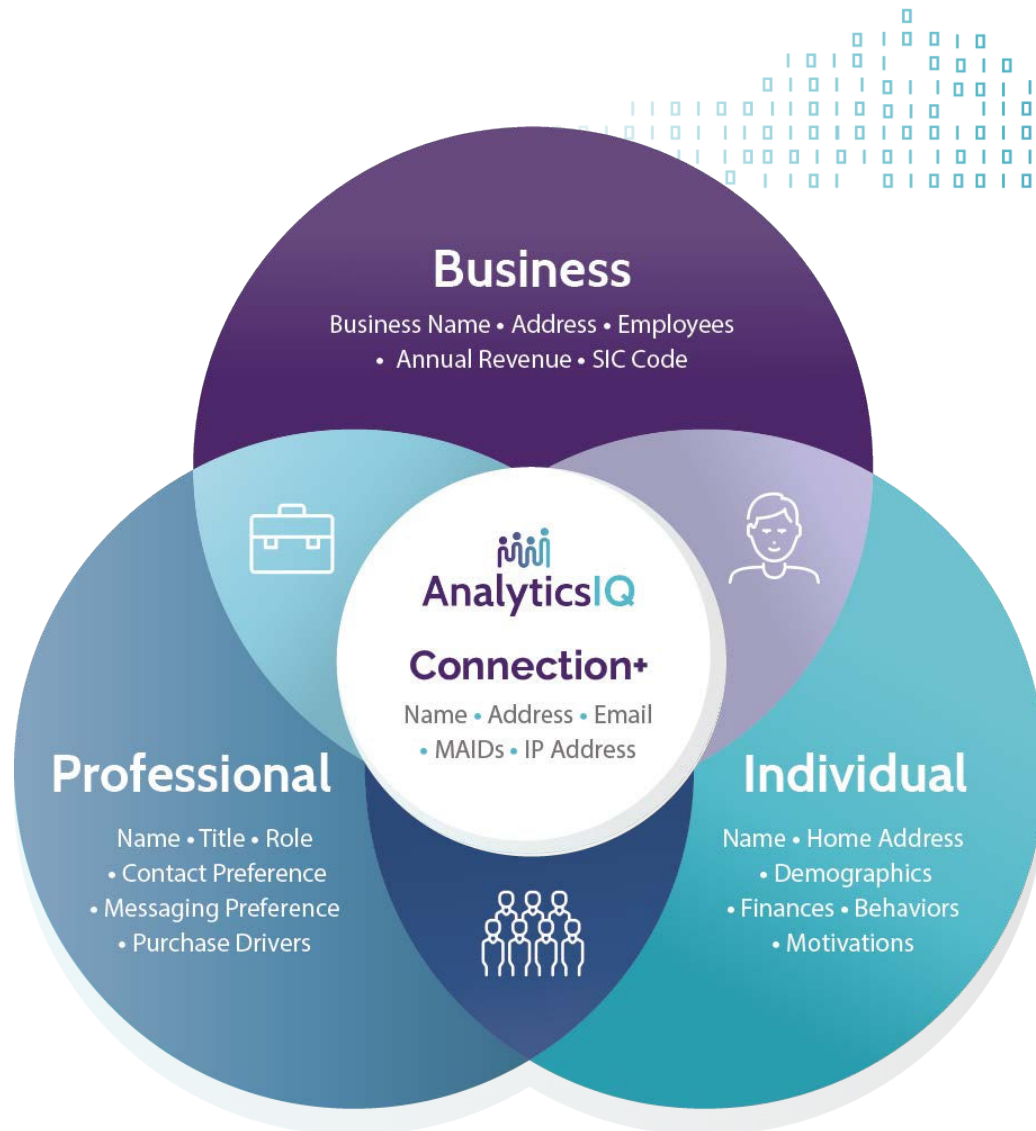 Business
Business Name • Address • Employees
• Annual Revenue • SIC Code
AnalyticsIQ
Connection+
Name • Address • Email
• MAIDs • IP Address
Professional
Name • Title • Role
• Contact Preference
• Messaging Preference
• Purchase Drivers
Individual
Name • Home Address
• Demographics
• Finances • Behaviors
• Motivations